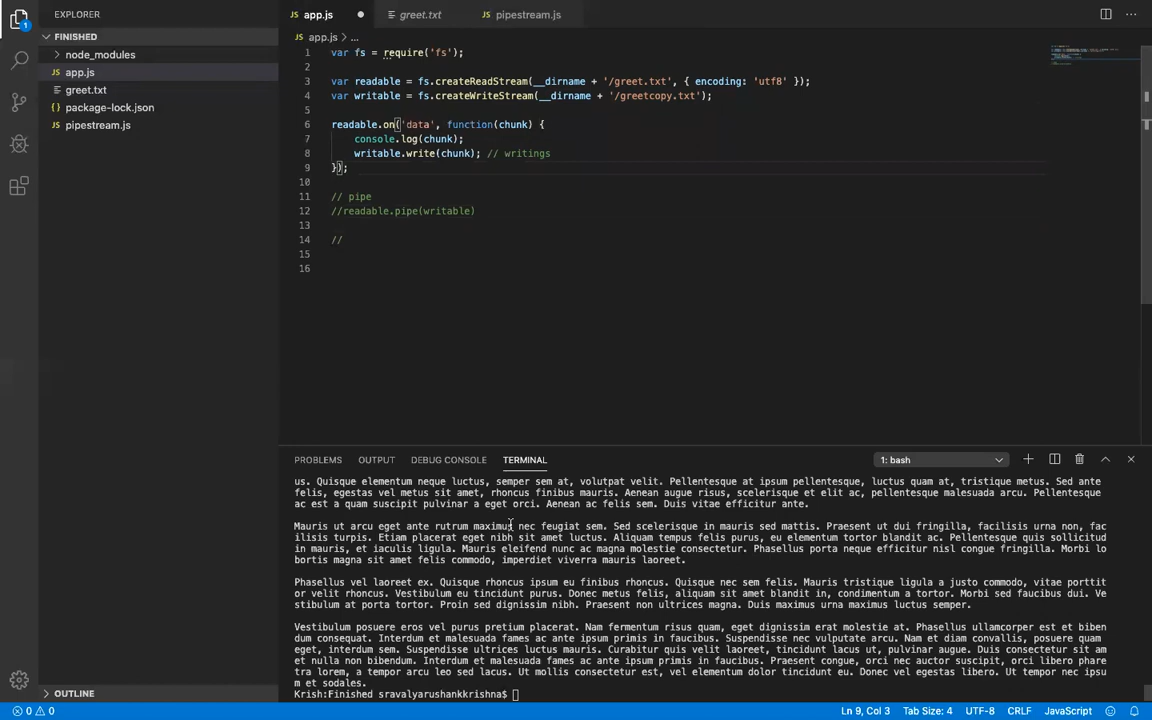 EXPLORER
app.js
greet.txt
pipestream.js
1
FINISHED
app.js > ...
node_modules
app.js
greet.txt
package-lock.json
pipestream.js
1 var fs = require('fs');
2
3 var readable = fs.createReadStream(__dirname + '/greet.txt', { encoding: 'utf8' });
4 var writable = fs.createWriteStream(__dirname + '/greetcopy.txt');
5
6 readable.on('data', function(chunk) {
7 console.log(chunk);
8 writable.write(chunk); // writings
9 });
10
11 // pipe
12 //readable.pipe(writable)
13
14 //
15
16
PROBLEMS OUTPUT DEBUG CONSOLE TERMINAL 1: bash
us. Quisque elementum neque luctus, semper sem at, volutpat velit. Pellentesque at ipsum pellentesque, luctus quam at, tristique metus. Sed ante
felis, egestas vel metus sit amet, rhoncus finibus mauris. Aenean augue risus, scelerisque et elit ac, pellentesque malesuada arcu. Pellentesque
ac est a quam suscipit pulvinar a eget orci. Aenean ac felis sem. Duis vitae efficitur ante.
Mauris ut arcu eget ante rutrum maximus nec feugiat sem. Sed scelerisque in mauris sed mattis. Praesent ut dui fringilla, facilisis urna non, fac
ilisis turpis. Etiam placerat eget nibh sit amet luctus. Aliquam tempus felis purus, eu elementum tortor blandit ac. Pellentesque quis sollicitud
in mauris, et iaculis ligula. Mauris eleifend nunc ac magna molestie consectetur. Phasellus porta neque efficitur nisl congue fringilla. Morbi lo
bortis magna sit amet felis commodo, imperdiet viverra mauris laoreet.
Phasellus vel laoreet ex. Quisque rhoncus ipsum eu finibus rhoncus. Quisque nec sem felis. Mauris tristique ligula a justo commodo, vitae porttit
or velit rhoncus. Vestibulum eu tincidunt purus. Donec metus felis, aliquam sit amet blandit in, condimentum a tortor. Morbi sed faucibus dui. Ve
stibulum at porta tortor. Proin sed dignissim nibh. Praesent non ultrices magna. Duis maximus urna maximus luctus semper.
Vestibulum posuere eros vel purus pretium placerat. Nam fermentum risus quam, eget dignissim erat molestie at. Phasellus ullamcorper est et biben
dum consequat. Interdum et malesuada fames ac ante ipsum primis in faucibus. Suspendisse nec vulputate arcu. Nam et diam convallis, posuere quam
eget, interdum sem. Suspendisse ultrices luctus mauris. Curabitur quis velit laoreet, tincidunt lacus ut, pulvinar augue. Duis consectetur sit am
et nulla non bibendum. Interdum et malesuada fames ac ante ipsum primis in faucibus. Praesent congue, orci nec auctor suscipit, orci libero phare
tra lorem, a tempor arcu leo sed lacus. Ut mollis consectetur est, vel elementum dolor tincidunt eu. Donec vel egestas libero. Ut tempor nec ipsu
m et sodales.
Krish:Finished sravalyarushankkrishna$
OUTLINE
0 0 Ln 9, Col 3 Tab Size: 4 UTF-8 CRLF JavaScript